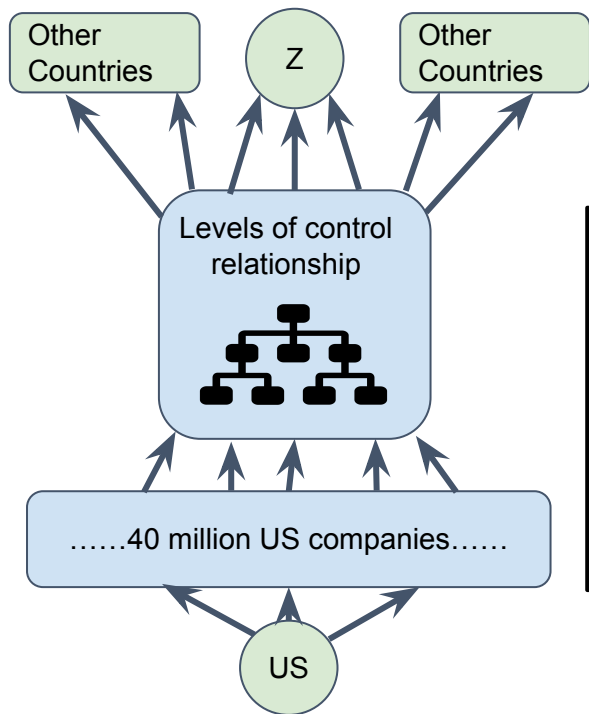 Other
Countries
Z
Other
Countries
Levels of control
relationship
……40 million US companies……
US